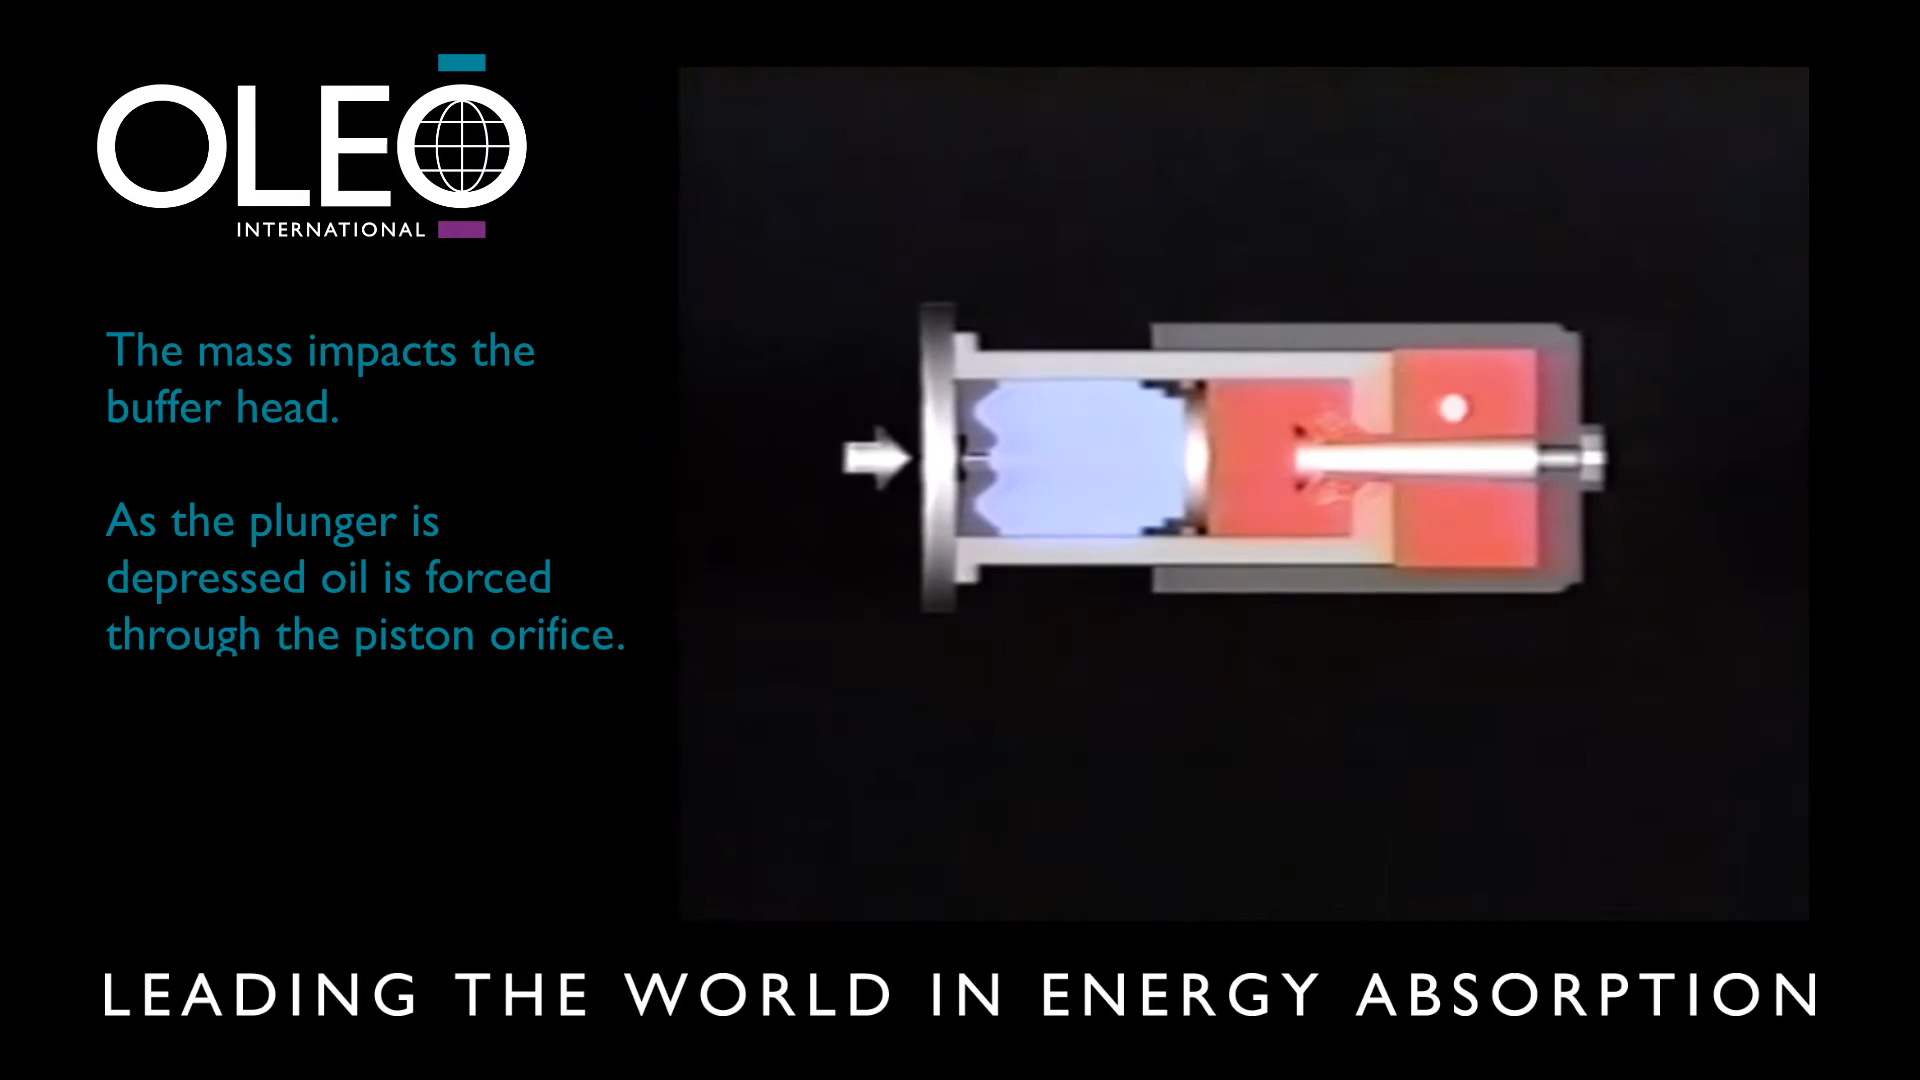 OLEO
INTERNATIONAL
The mass impacts the
buffer head.
As the plunger is
depressed oil is forced
through the piston orifice.
LEADING THE WORLD IN ENERGY ABSORPTION